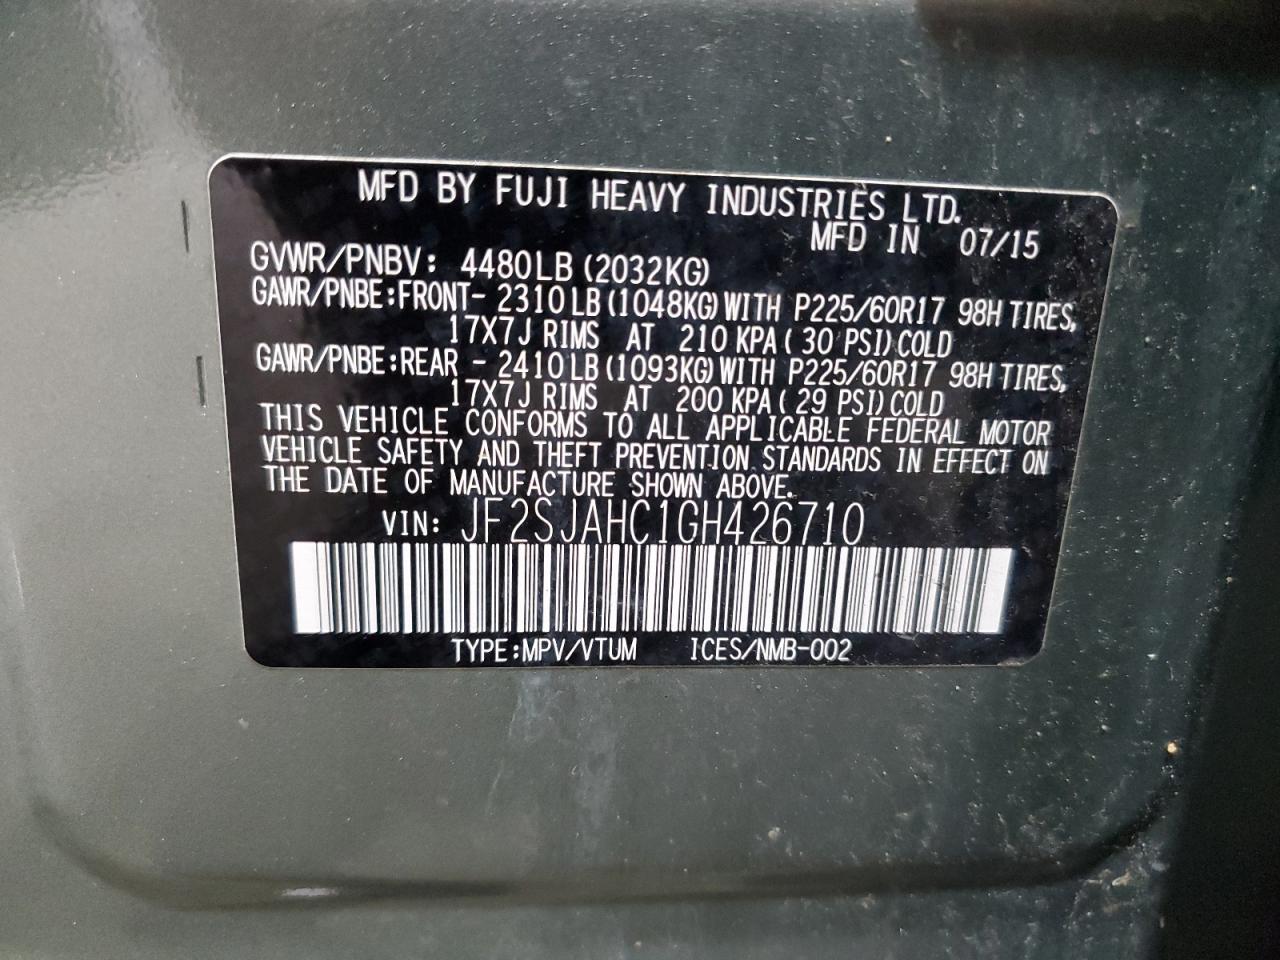 MFD BY FUJI HEAVY INDUSTRIES LTD.
MFD IN 07/15
GVWR/PNBV: 4480LB (2032KG)
GAWR/PNBE:FRONT- 2310 LB (1048KG) WITH P225/60R17 98H TIRES,
17X7J RIMS AT 210 KPA ( 30 PSI) COLD
GAWR/PNBE:REAR - 2410 LB (1093KG) WITH P225/60R17 98H TIRES,
17X7J RIMS AT 200 KPA ( 29 PSI) COLD
THIS VEHICLE CONFORMS TO ALL APPLICABLE FEDERAL MOTOR
VEHICLE SAFETY AND THEFT PREVENTION STANDARDS IN EFFECT ON
THE DATE OF MANUFACTURE SHOWN ABOVE.
VIN: JF2SJAHC1GH426710
TYPE:MPV/VTUM ICES/NMB-002